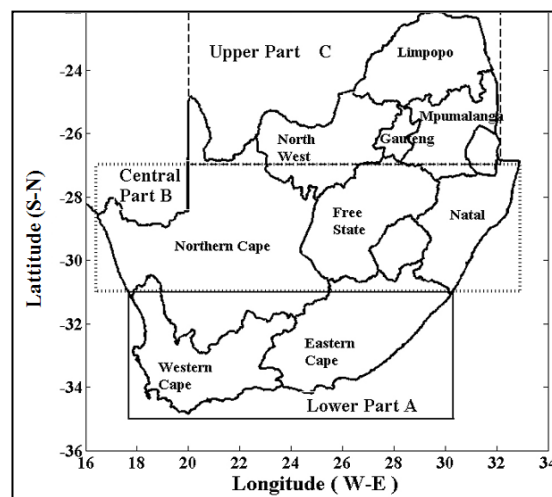 Upper Part C
Limpopo
Mpumalanga
Gauteng
North
West
Central
Part B
Free
State
Natal
Northern Cape
Eastern
Cape
Western
Cape
Lower Part A
Lattitude (S-N)
-24
-26
-28
-30
-32
-34
-36
16
20
22
24
26
28
30
32
34
Longitude ( W-E )